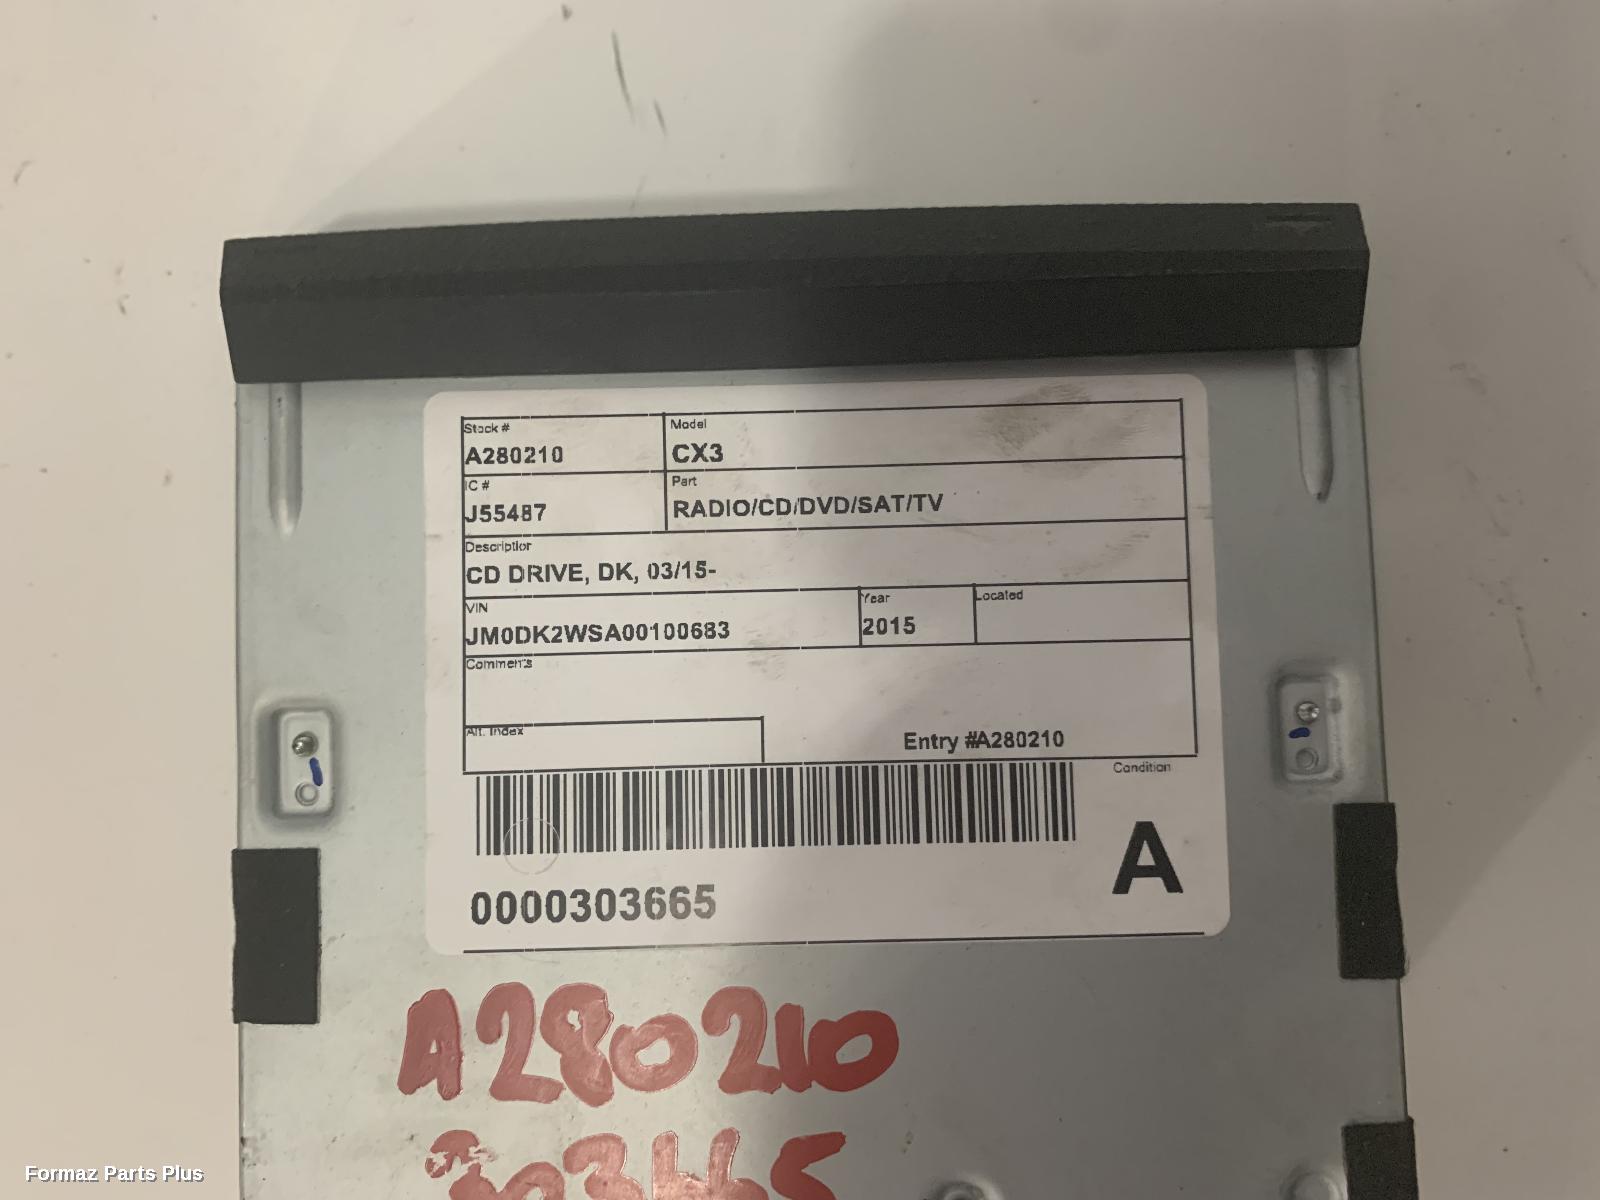 Stock #
A280210
Model
CX3
IC #
J55487
Part
RADIO/CD/DVD/SAT/TV
Description
CD DRIVE, DK, 03/15-
VIN
JM0DK2WSA00100683
Year
2015
Located
Comments
Alt. Index
Entry #A280210
Condition
A
0000303665
A280210
Formaz Parts Plus